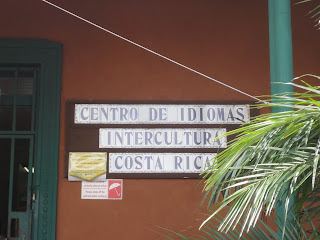 CENTRO DE IDIOMAS
INTERCULTURA
COSTA RICA